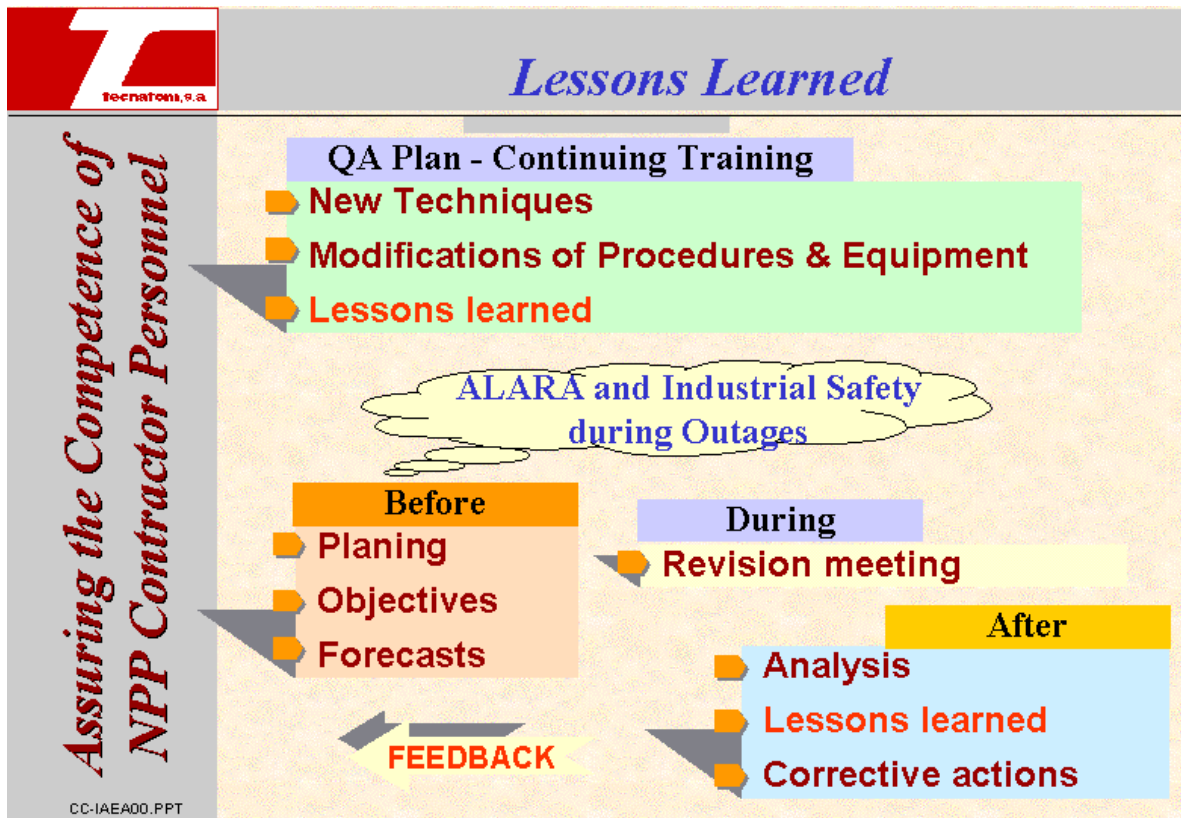 tecnatom,s.a
Lessons Learned
Assuring the Competence of
NPP Contractor Personnel
QA Plan - Continuing Training
New Techniques
Modifications of Procedures & Equipment
Lessons learned
ALARA and Industrial Safety
during Outages
Before
Planing
Objectives
Forecasts
During
Revision meeting
After
Analysis
Lessons learned
Corrective actions
FEEDBACK
CC-IAEA00.PPT